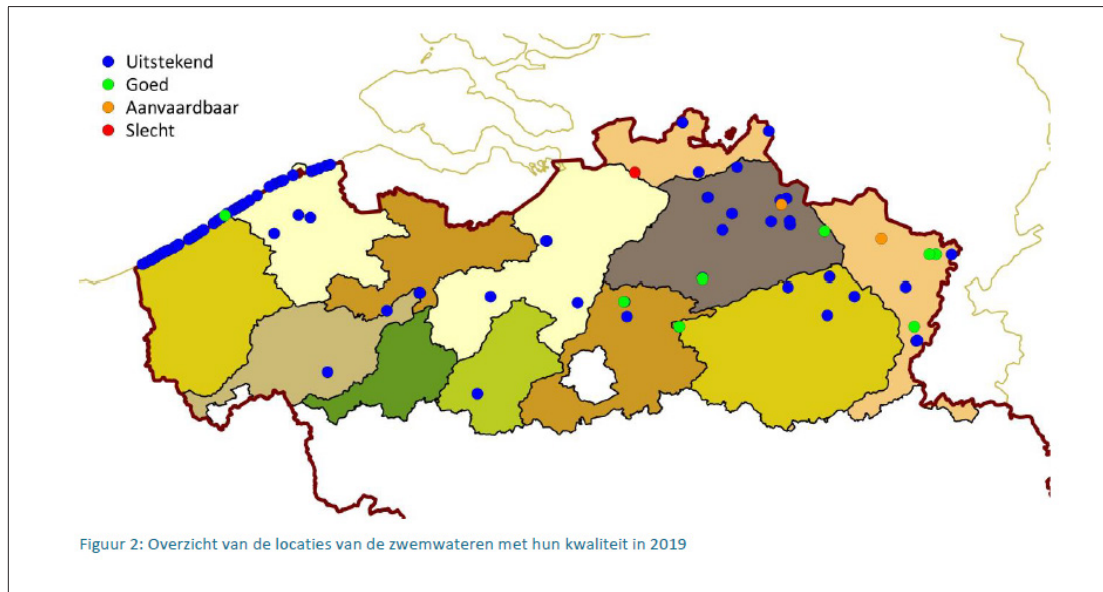 Uitstekend
Goed
Aanvaardbaar
Slecht
Figuur 2: Overzicht van de locaties van de zwemwateren met hun kwaliteit in 2019